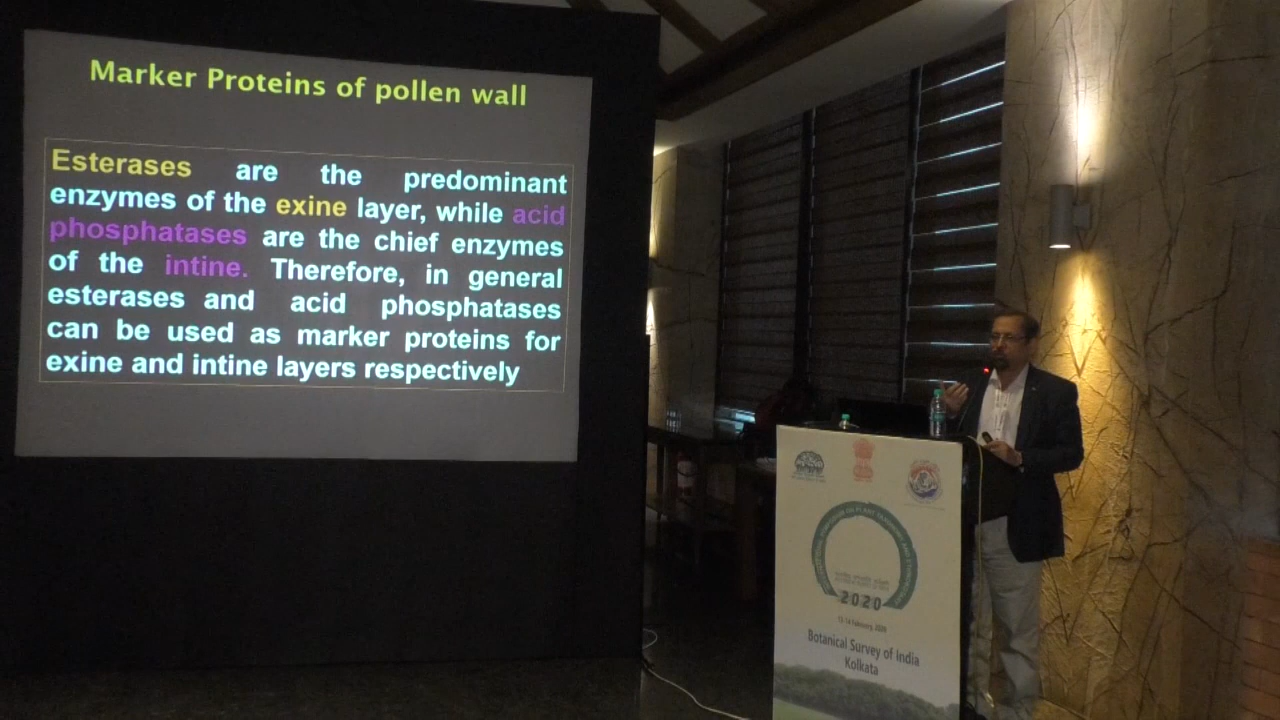 Marker Proteins of pollen wall
Esterases are the predominant
enzymes of the exine layer, while acid
phosphatases are the chief enzymes
of the intine. Therefore, in general
esterases and acid phosphatases
can be used as marker proteins for
exine and intine layers respectively
2020
February, 2020
Botanical Survey of India
Kolkata